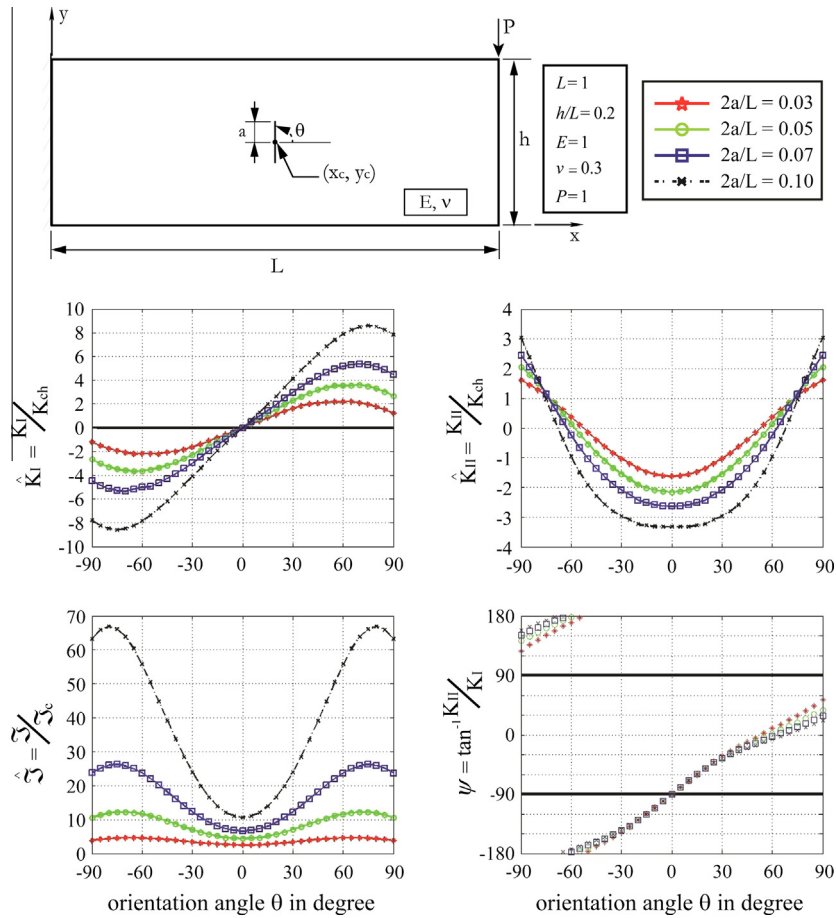 y
P
a
θ
(xc, yc)
E, ν
h
x
L
L = 1
h/L = 0.2
E = 1
ν = 0.3
P = 1
2a/L = 0.03
2a/L = 0.05
2a/L = 0.07
2a/L = 0.10
K̂I = KI/Kch
10
8
6
4
2
0
-2
-4
-6
-8
-10
-90 -60 -30 0 30 60 90
K̂II = KII/Kch
4
3
2
1
0
-1
-2
-3
-4
-90 -60 -30 0 30 60 90
ℑ̂ = ℑ/ℑc
70
60
50
40
30
20
10
0
-90 -60 -30 0 30 60 90
orientation angle θ in degree
ψ = tan⁻¹ KII/KI
180
90
0
-90
-180
-90 -60 -30 0 30 60 90
orientation angle θ in degree